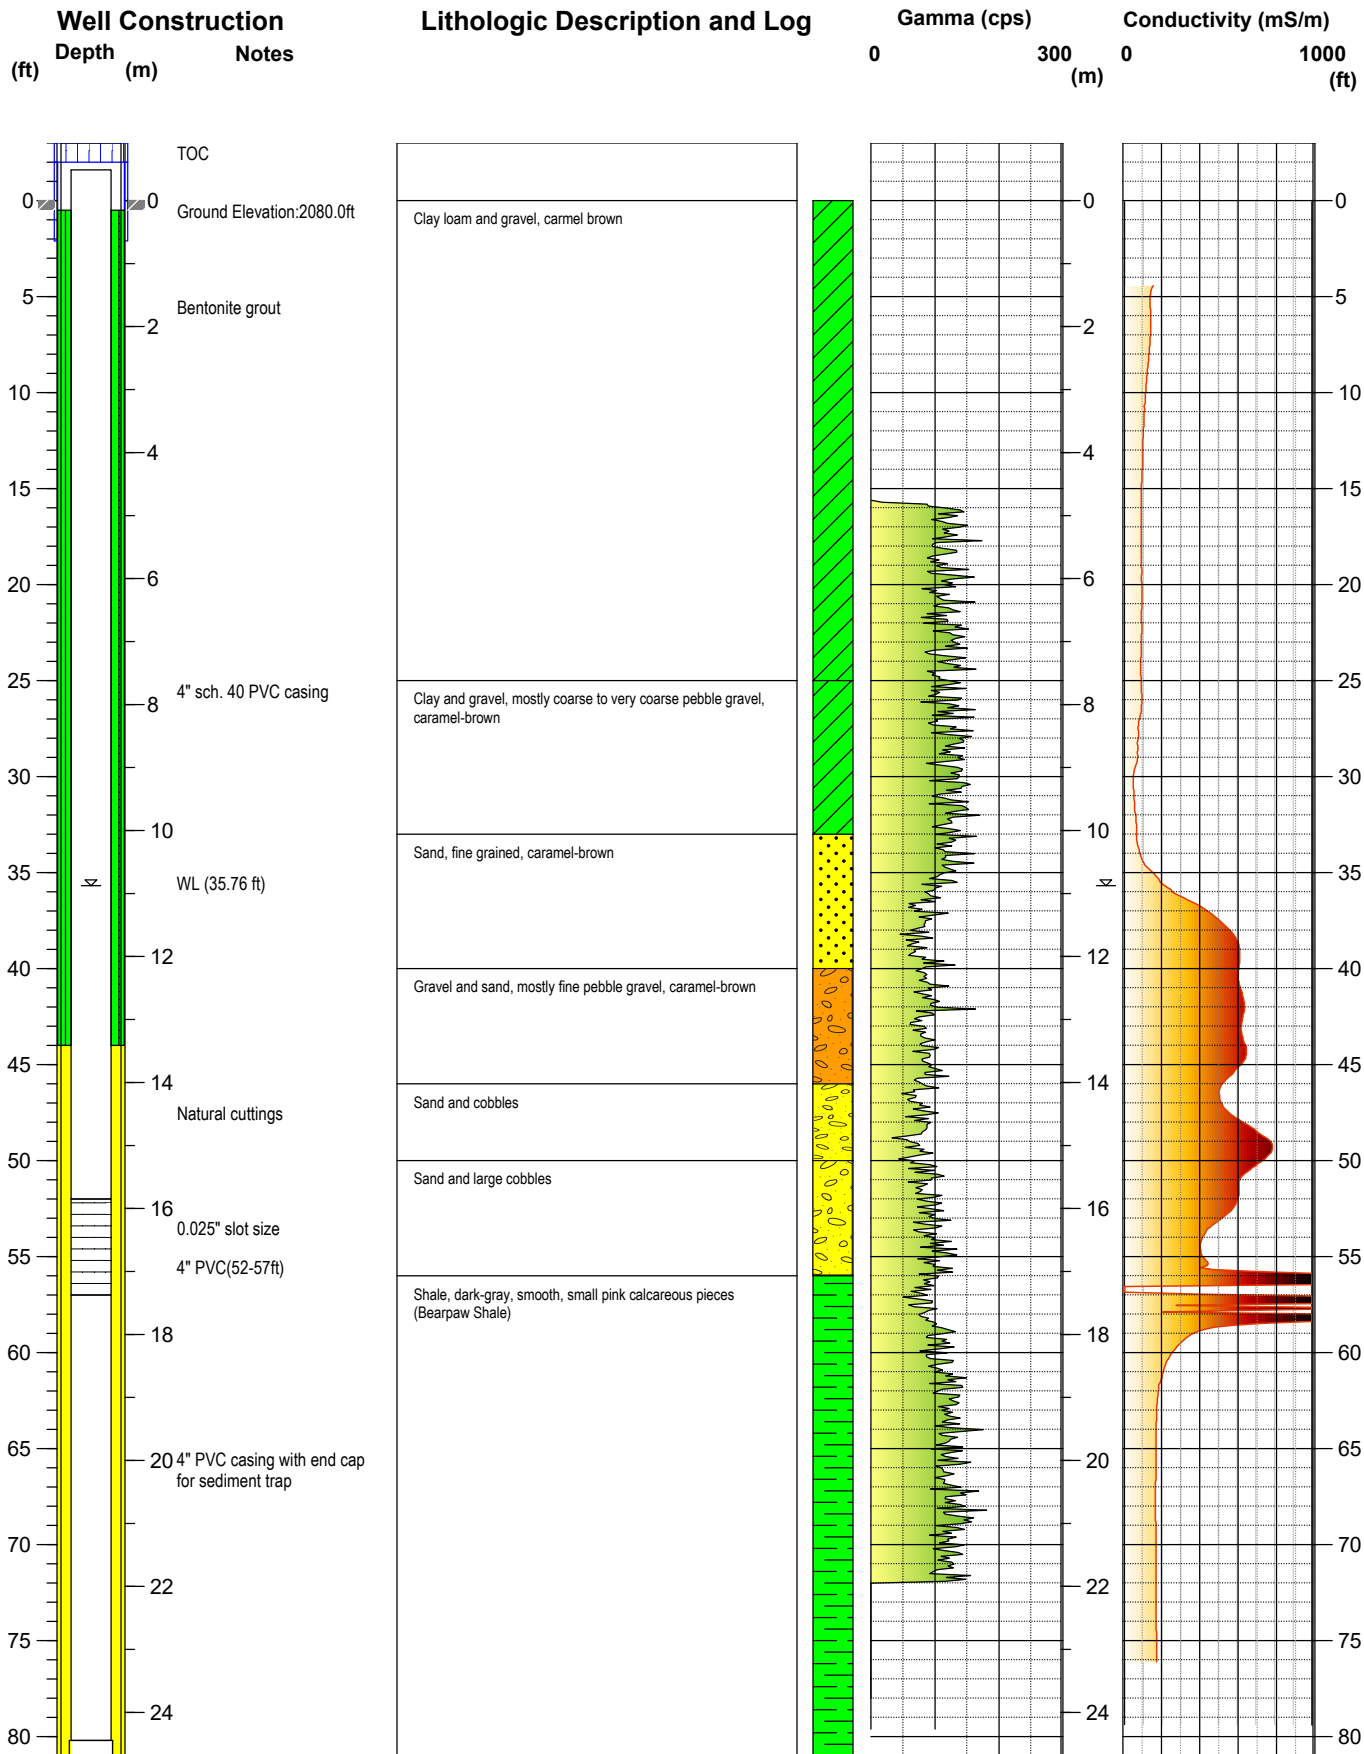 Well Construction
Lithologic Description and Log
Gamma (cps)
Conductivity (mS/m)
Depth
Notes
(ft)
(m)
0
300
(m)
0
1000
(ft)
TOC
0
0
Ground Elevation:2080.0ft
Clay loam and gravel, carmel brown
0
0
5
Bentonite grout
2
2
5
10
10
4
4
15
15
6
6
20
20
25
4" sch. 40 PVC casing
8
Clay and gravel, mostly coarse to very coarse pebble gravel,
caramel-brown
8
25
30
30
10
10
Sand, fine grained, caramel-brown
35
WL (35.76 ft)
35
12
12
40
Gravel and sand, mostly fine pebble gravel, caramel-brown
40
45
45
14
14
Natural cuttings
Sand and cobbles
50
50
Sand and large cobbles
16
16
0.025" slot size
55
4" PVC(52-57ft)
55
Shale, dark-gray, smooth, small pink calcareous pieces
(Bearpaw Shale)
18
18
60
60
65
65
20
4" PVC casing with end cap
for sediment trap
20
70
70
22
22
75
75
24
24
80
80